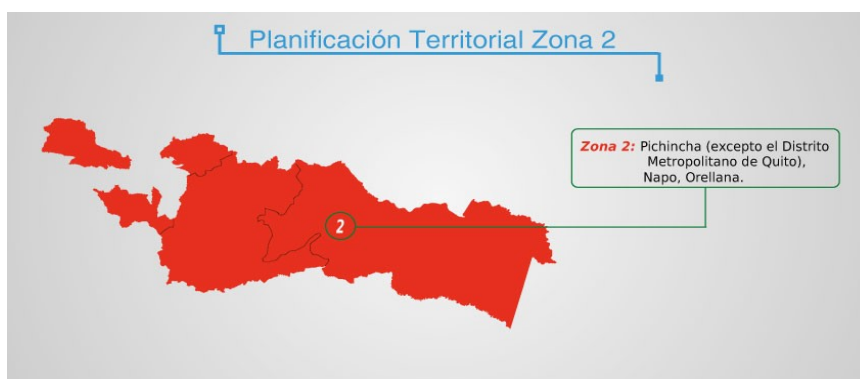 Planificación Territorial Zona 2
Zona 2: Pichincha (excepto el Distrito
Metropolitano de Quito),
Napo, Orellana.
2